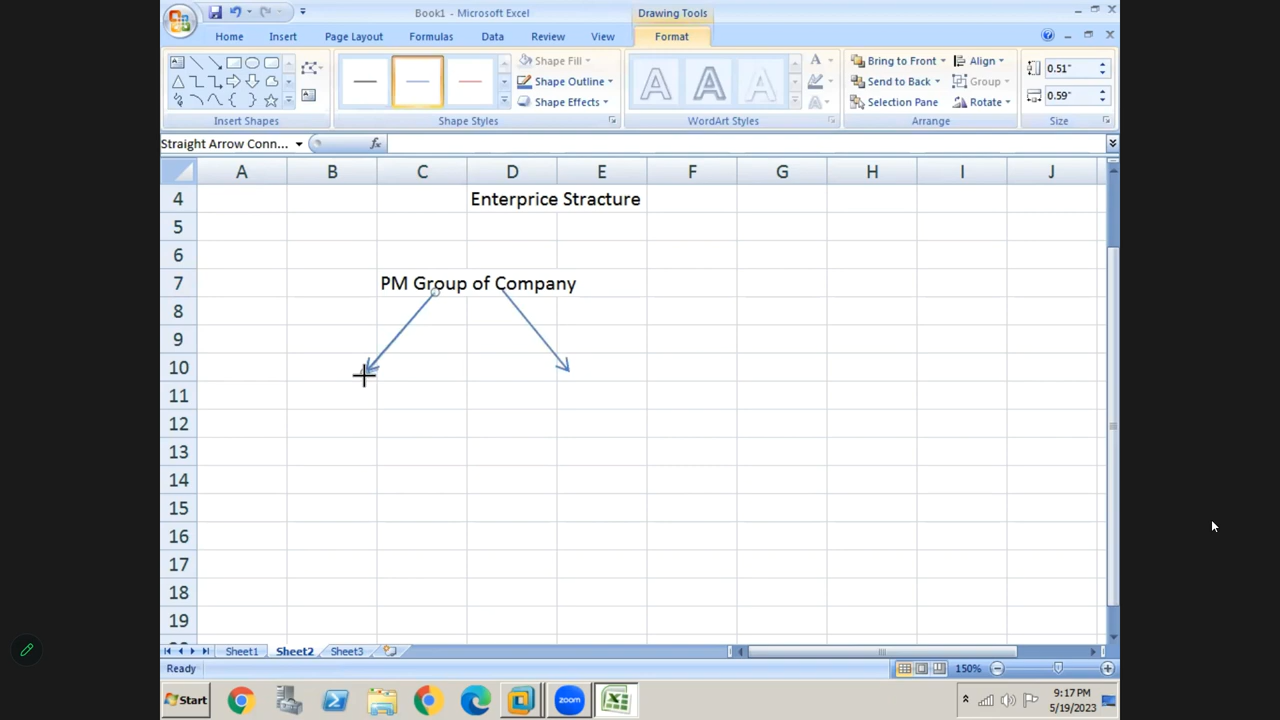 Book1 - Microsoft Excel
Drawing Tools
Home Insert Page Layout Formulas Data Review View Format
Shape Fill
Shape Outline
Shape Effects
Bring to Front
Send to Back
Selection Pane
Align
Group
Rotate
0.51"
0.59"
Insert Shapes
Shape Styles
WordArt Styles
Arrange
Size
Straight Arrow Conn... fx
A B C D E F G H I J
4 Enterprice Stracture
5
6
7 PM Group of Company
8
9
10
11
12
13
14
15
16
17
18
19
Sheet1 Sheet2 Sheet3
Ready 150%
Start zoom 9:17 PM
5/19/2023